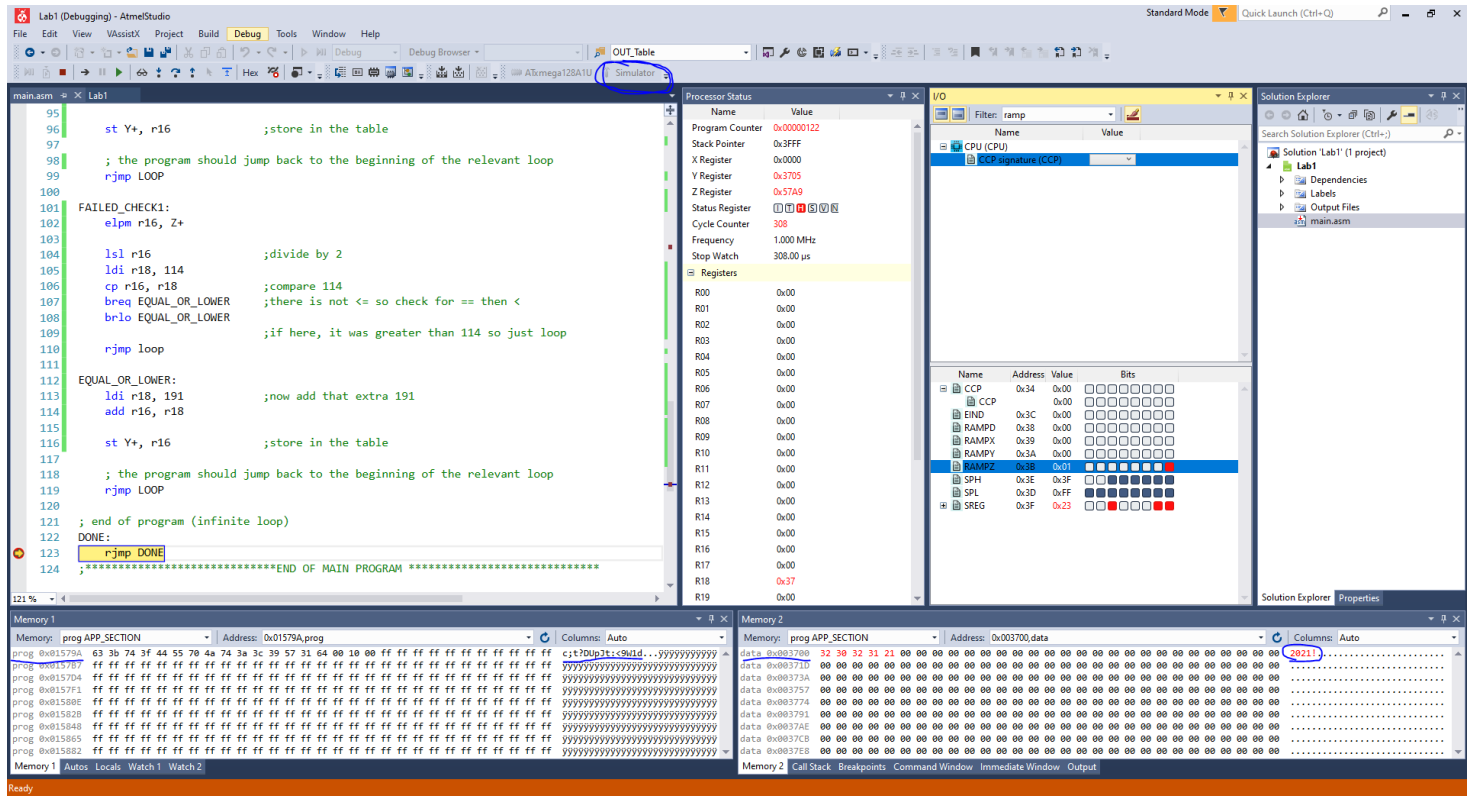 Lab1 (Debugging) - AtmelStudio
Standard Mode
Quick Launch (Ctrl+Q)
File Edit View VAssistX Project Build Debug Tools Window Help
Debug Debug Browser OUT_Table
Hex ATxmega128A1U Simulator
main.asm Lab1
95
96 st Y+, r16 ;store in the table
97
98 ; the program should jump back to the beginning of the relevant loop
99 rjmp LOOP
100
101 FAILED_CHECK1:
102 elpm r16, Z+
103
104 lsl r16 ;divide by 2
105 ldi r18, 114
106 cp r16, r18 ;compare 114
107 breq EQUAL_OR_LOWER ;there is not <= so check for == then <
108 brlo EQUAL_OR_LOWER
109 ;if here, it was greater than 114 so just loop
110 rjmp loop
111
112 EQUAL_OR_LOWER:
113 ldi r18, 191 ;now add that extra 191
114 add r16, r18
115
116 st Y+, r16 ;store in the table
117
118 ; the program should jump back to the beginning of the relevant loop
119 rjmp LOOP
120
121 ; end of program (infinite loop)
122 DONE:
123 rjmp DONE
124 ;*****************************END OF MAIN PROGRAM *****************************
121 %
Processor Status
Name Value
Program Counter 0x00000122
Stack Pointer 0x3FFF
X Register 0x0000
Y Register 0x3705
Z Register 0x57A9
Status Register I T H S V N
Cycle Counter 308
Frequency 1.000 MHz
Stop Watch 308.00 µs
Registers
R00 0x00
R01 0x00
R02 0x00
R03 0x00
R04 0x00
R05 0x00
R06 0x00
R07 0x00
R08 0x00
R09 0x00
R10 0x00
R11 0x00
R12 0x00
R13 0x00
R14 0x00
R15 0x00
R16 0x00
R17 0x00
R18 0x37
R19 0x00
I/O
Filter: ramp
Name Value
CPU (CPU)
CCP signature (CCP)
Name Address Value Bits
CCP 0x34 0x00
CCP 0x00
EIND 0x3C 0x00
RAMPD 0x38 0x00
RAMPX 0x39 0x00
RAMPY 0x3A 0x00
RAMPZ 0x3B 0x01
SPH 0x3E 0x3F
SPL 0x3D 0xFF
SREG 0x3F 0x23
Solution Explorer
Search Solution Explorer (Ctrl+;)
Solution 'Lab1' (1 project)
Lab1
Dependencies
Labels
Output Files
main.asm
Solution Explorer Properties
Memory 1
Memory: prog APP_SECTION Address: 0x01579A,prog Columns: Auto
prog 0x01579A 63 3b 74 3f 44 55 70 4a 74 3a 3c 39 57 31 64 00 10 00 ff ff ff ff ff ff ff ff ff ff ff c;t?DUpJt:<9W1d...ÿÿÿÿÿÿÿÿÿÿÿ
prog 0x0157B7 ff ff ff ff ff ff ff ff ff ff ff ff ff ff ff ff ff ff ff ff ff ff ff ff ff ff ff ff ff ÿÿÿÿÿÿÿÿÿÿÿÿÿÿÿÿÿÿÿÿÿÿÿÿÿÿÿÿÿ
prog 0x0157D4 ff ff ff ff ff ff ff ff ff ff ff ff ff ff ff ff ff ff ff ff ff ff ff ff ff ff ff ff ff ÿÿÿÿÿÿÿÿÿÿÿÿÿÿÿÿÿÿÿÿÿÿÿÿÿÿÿÿÿ
prog 0x0157F1 ff ff ff ff ff ff ff ff ff ff ff ff ff ff ff ff ff ff ff ff ff ff ff ff ff ff ff ff ff ÿÿÿÿÿÿÿÿÿÿÿÿÿÿÿÿÿÿÿÿÿÿÿÿÿÿÿÿÿ
prog 0x01580E ff ff ff ff ff ff ff ff ff ff ff ff ff ff ff ff ff ff ff ff ff ff ff ff ff ff ff ff ff ÿÿÿÿÿÿÿÿÿÿÿÿÿÿÿÿÿÿÿÿÿÿÿÿÿÿÿÿÿ
prog 0x01582B ff ff ff ff ff ff ff ff ff ff ff ff ff ff ff ff ff ff ff ff ff ff ff ff ff ff ff ff ff ÿÿÿÿÿÿÿÿÿÿÿÿÿÿÿÿÿÿÿÿÿÿÿÿÿÿÿÿÿ
prog 0x015848 ff ff ff ff ff ff ff ff ff ff ff ff ff ff ff ff ff ff ff ff ff ff ff ff ff ff ff ff ff ÿÿÿÿÿÿÿÿÿÿÿÿÿÿÿÿÿÿÿÿÿÿÿÿÿÿÿÿÿ
prog 0x015865 ff ff ff ff ff ff ff ff ff ff ff ff ff ff ff ff ff ff ff ff ff ff ff ff ff ff ff ff ff ÿÿÿÿÿÿÿÿÿÿÿÿÿÿÿÿÿÿÿÿÿÿÿÿÿÿÿÿÿ
prog 0x015882 ff ff ff ff ff ff ff ff ff ff ff ff ff ff ff ff ff ff ff ff ff ff ff ff ff ff ff ff ff ÿÿÿÿÿÿÿÿÿÿÿÿÿÿÿÿÿÿÿÿÿÿÿÿÿÿÿÿÿ
Memory 1 Autos Locals Watch 1 Watch 2
Memory 2
Memory: prog APP_SECTION Address: 0x003700,data Columns: Auto
data 0x003700 32 30 32 31 21 00 00 00 00 00 00 00 00 00 00 00 00 00 00 00 00 00 00 00 00 00 00 00 00 2021!........................
data 0x00371D 00 00 00 00 00 00 00 00 00 00 00 00 00 00 00 00 00 00 00 00 00 00 00 00 00 00 00 00 00 .............................
data 0x00373A 00 00 00 00 00 00 00 00 00 00 00 00 00 00 00 00 00 00 00 00 00 00 00 00 00 00 00 00 00 .............................
data 0x003757 00 00 00 00 00 00 00 00 00 00 00 00 00 00 00 00 00 00 00 00 00 00 00 00 00 00 00 00 00 .............................
data 0x003774 00 00 00 00 00 00 00 00 00 00 00 00 00 00 00 00 00 00 00 00 00 00 00 00 00 00 00 00 00 .............................
data 0x003791 00 00 00 00 00 00 00 00 00 00 00 00 00 00 00 00 00 00 00 00 00 00 00 00 00 00 00 00 00 .............................
data 0x0037AE 00 00 00 00 00 00 00 00 00 00 00 00 00 00 00 00 00 00 00 00 00 00 00 00 00 00 00 00 00 .............................
data 0x0037CB 00 00 00 00 00 00 00 00 00 00 00 00 00 00 00 00 00 00 00 00 00 00 00 00 00 00 00 00 00 .............................
data 0x0037E8 00 00 00 00 00 00 00 00 00 00 00 00 00 00 00 00 00 00 00 00 00 00 00 00 00 00 00 00 00 .............................
Memory 2 Call Stack Breakpoints Command Window Immediate Window Output
Ready